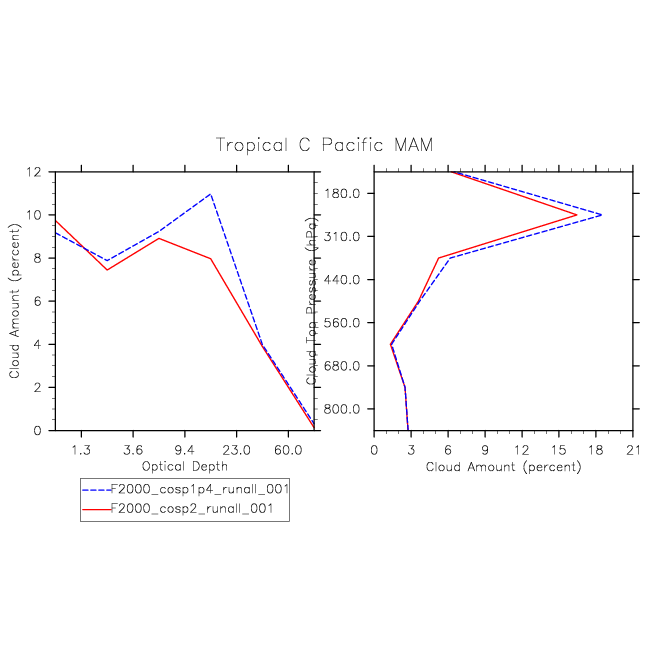 Tropical C Pacific MAM
Cloud Amount (percent)
12
10
8
6
4
2
0
1.3 3.6 9.4 23.0 60.0
Optical Depth
Cloud Top Pressure (hPa)
180.0
310.0
440.0
560.0
680.0
800.0
0 3 6 9 12 15 18 21
Cloud Amount (percent)
F2000_cosp1p4_runall_001
F2000_cosp2_runall_001